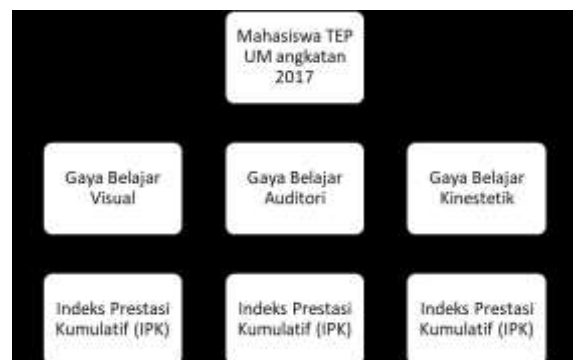 Mahasiswa TEP
UM angkatan
2017
Gaya Belajar
Visual
Gaya Belajar
Auditori
Gaya Belajar
Kinestetik
Indeks Prestasi
Kumulatif (IPK)
Indeks Prestasi
Kumulatif (IPK)
Indeks Prestasi
Kumulatif (IPK)